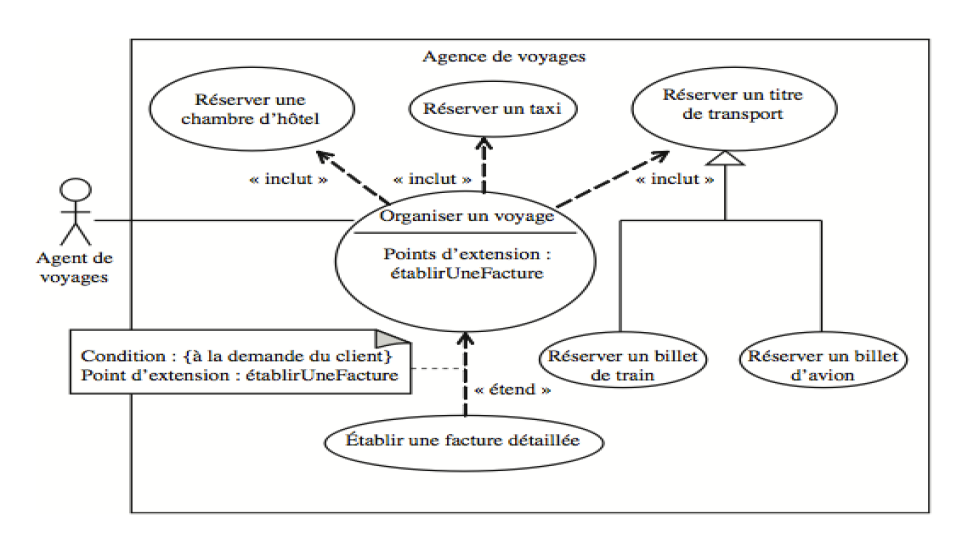 Agence de voyages
Réserver une
chambre d'hôtel
Réserver un taxi
Réserver un titre
de transport
« inclut »
« inclut »
« inclut »
Agent de
voyages
Organiser un voyage
Points d'extension :
établirUneFacture
Condition : {à la demande du client}
Point d'extension : établirUneFacture
« étend »
Réserver un billet
de train
Réserver un billet
d'avion
Établir une facture détaillée